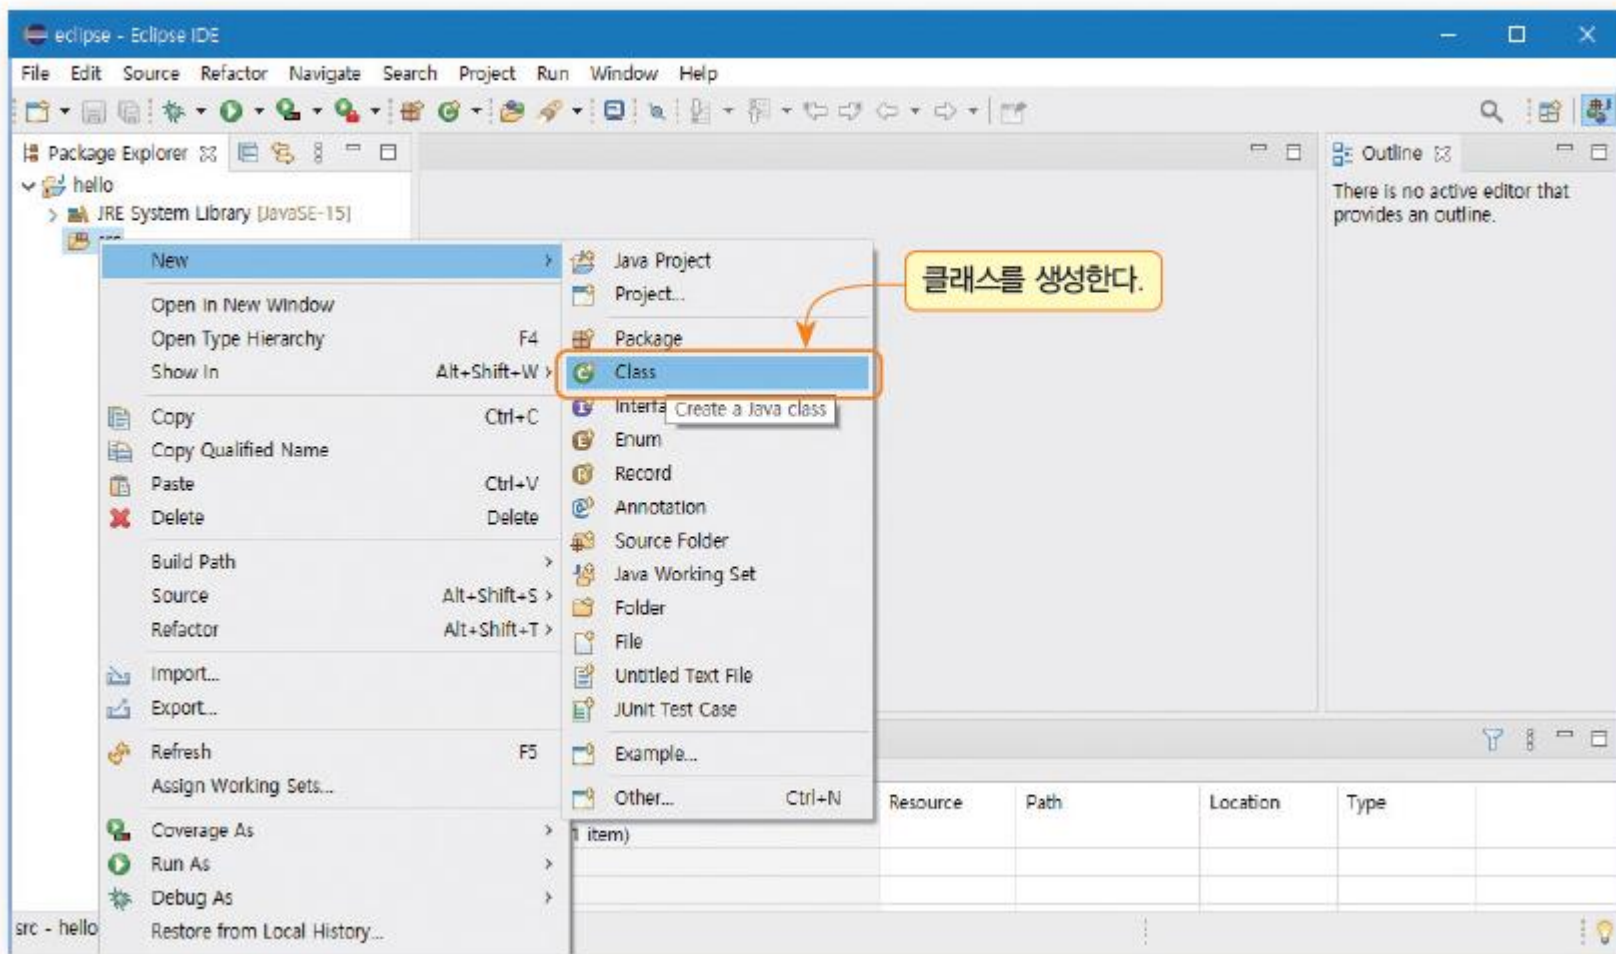 eclipse - Eclipse IDE
File Edit Source Refactor Navigate Search Project Run Window Help
Package Explorer
Outline
hello
JRE System Library [JavaSE-15]
There is no active editor that
provides an outline.
New
Open in New Window
Open Type Hierarchy F4
Show In Alt+Shift+W
Copy Ctrl+C
Copy Qualified Name
Paste Ctrl+V
Delete Delete
Build Path
Source Alt+Shift+S
Refactor Alt+Shift+T
Import...
Export...
Refresh F5
Assign Working Sets...
Coverage As
Run As
Debug As
Restore from Local History...
Java Project
Project...
Package
Class
Create a Java class
Enum
Record
Annotation
Source Folder
Java Working Set
Folder
File
Untitled Text File
JUnit Test Case
Example...
Other... Ctrl+N
클래스를 생성한다.
Resource Path Location Type
1 item)
src - hello